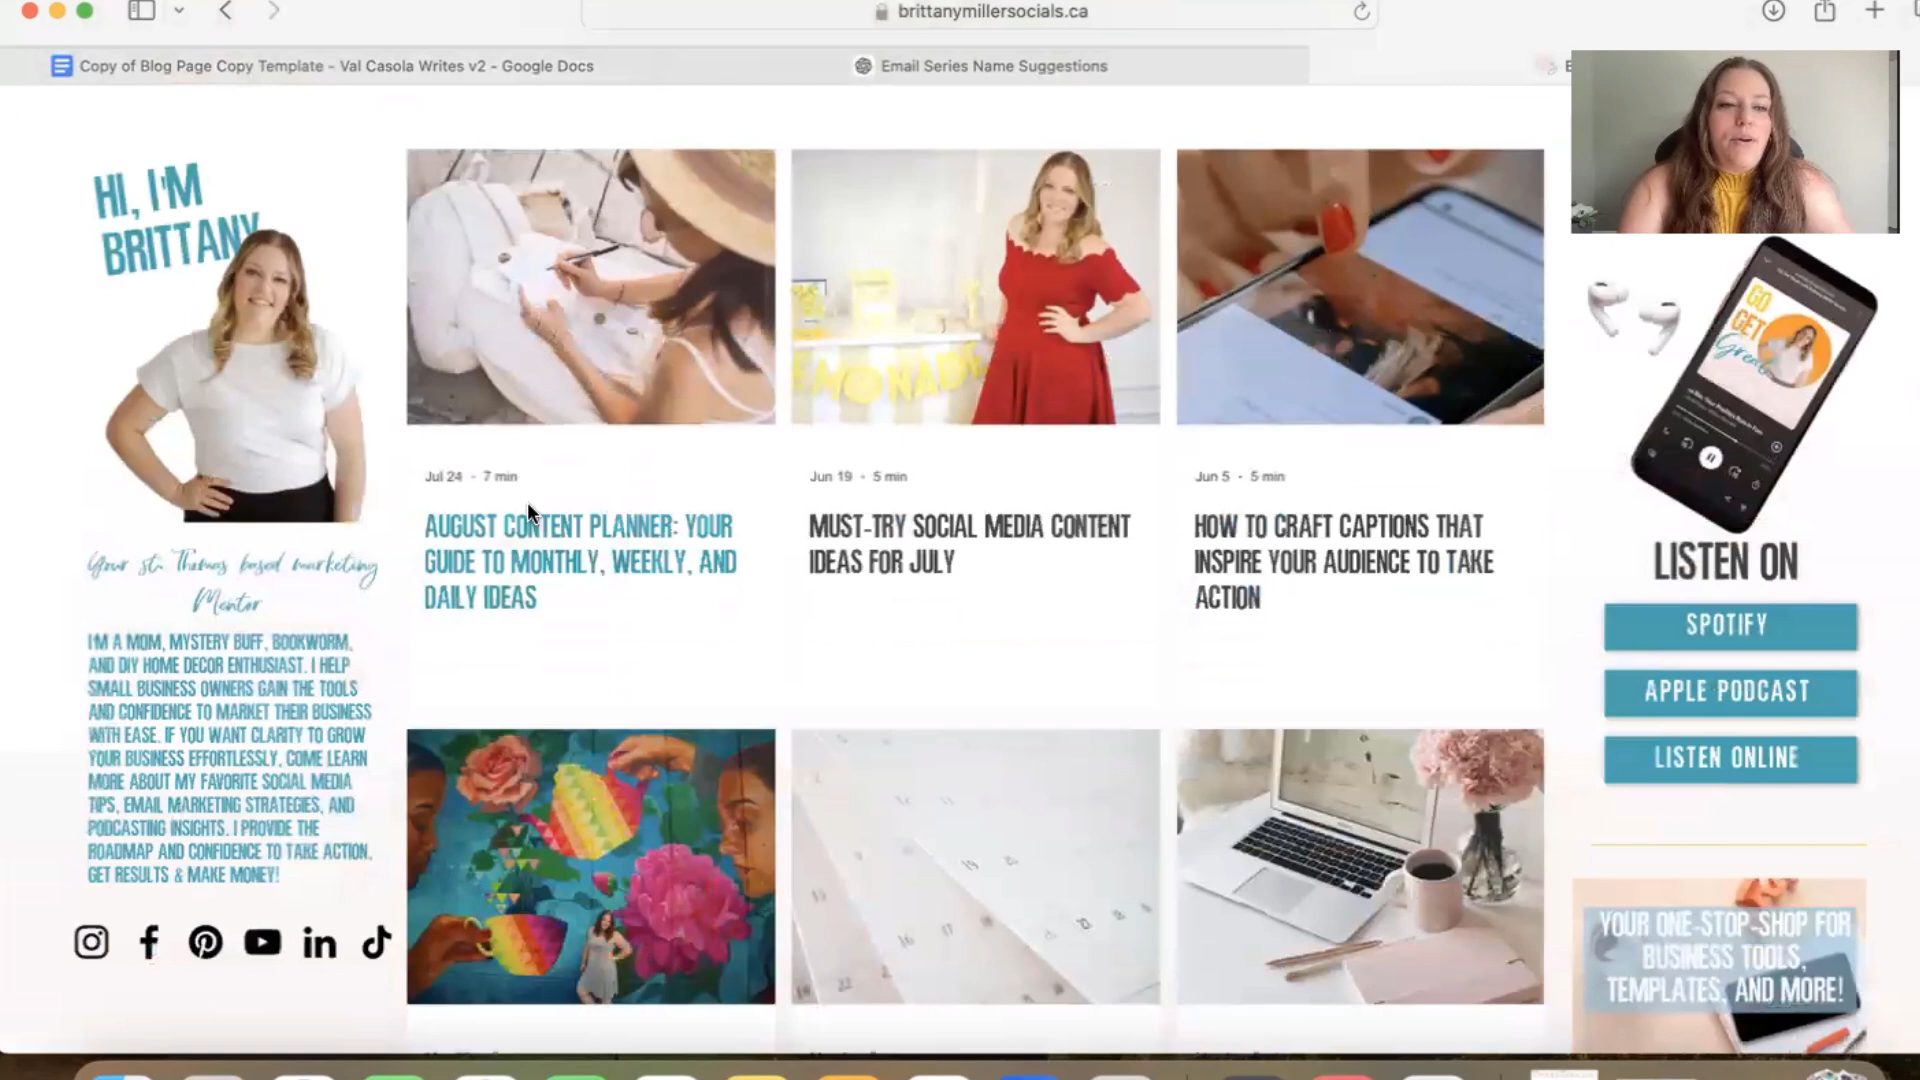 brittanymillersocials.ca
Copy of Blog Page Copy Template - Val Casola Writes v2 - Google Docs
Email Series Name Suggestions
HI, I'M
BRITTANY
Your st. Thomas based marketing
Mentor
I'M A MOM, MYSTERY BUFF, BOOKWORM,
AND DIY HOME DECOR ENTHUSIAST. I HELP
SMALL BUSINESS OWNERS GAIN THE TOOLS
AND CONFIDENCE TO MARKET THEIR BUSINESS
WITH EASE. IF YOU WANT CLARITY TO GROW
YOUR BUSINESS EFFORTLESSLY, COME LEARN
MORE ABOUT MY FAVORITE SOCIAL MEDIA
TIPS, EMAIL MARKETING STRATEGIES, AND
PODCASTING INSIGHTS. I PROVIDE THE
ROADMAP AND CONFIDENCE TO TAKE ACTION,
GET RESULTS & MAKE MONEY!
Jul 24 - 7 min
AUGUST CONTENT PLANNER: YOUR
GUIDE TO MONTHLY, WEEKLY, AND
DAILY IDEAS
LEMONADE
Jun 19 · 5 min
MUST-TRY SOCIAL MEDIA CONTENT
IDEAS FOR JULY
Jun 5 · 5 min
HOW TO CRAFT CAPTIONS THAT
INSPIRE YOUR AUDIENCE TO TAKE
ACTION
GO
GET
Great
LISTEN ON
SPOTIFY
APPLE PODCAST
LISTEN ONLINE
YOUR ONE-STOP-SHOP FOR
BUSINESS TOOLS,
TEMPLATES, AND MORE!